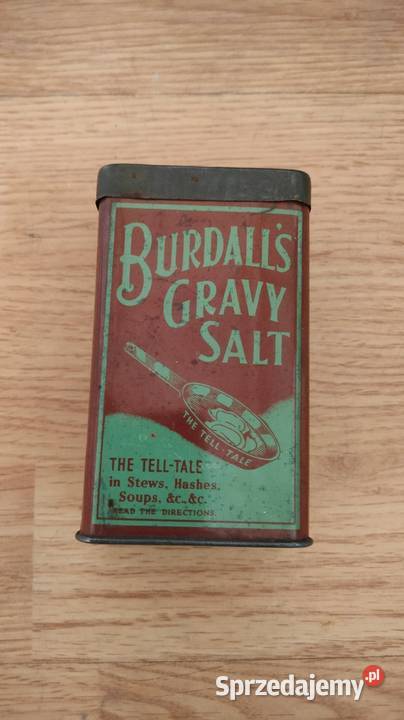 BURDALL'S
GRAVY
SALT
THE TELL-TALE
THE TELL-TALE
in Stews, Hashes,
Soups, &c., &c.
READ THE DIRECTIONS.
Sprzedajemy.pl